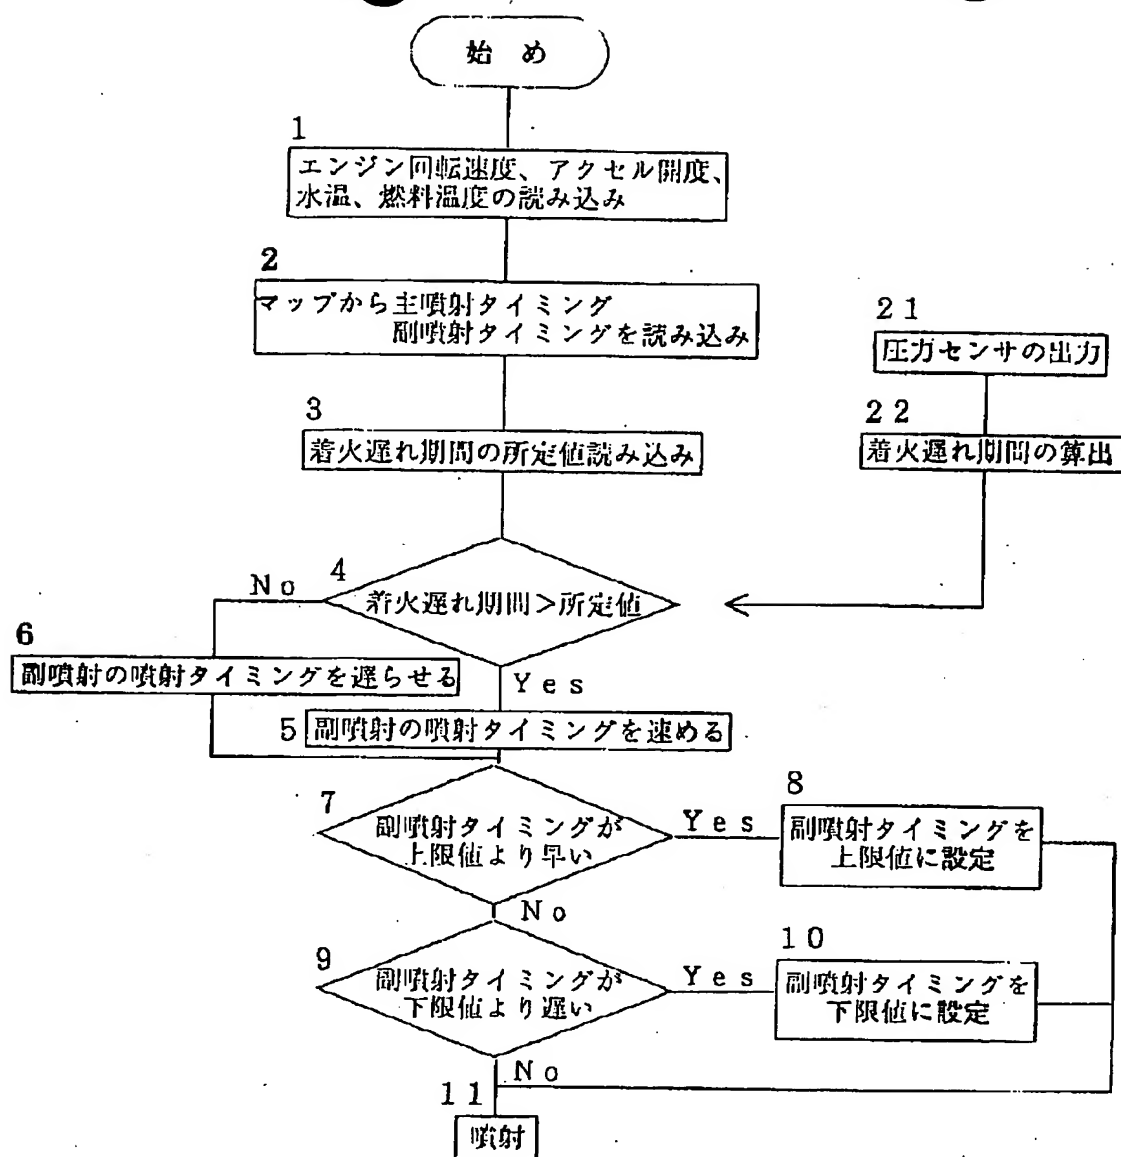 始め
1
エンジン回転速度、アクセル開度、
水温、燃料温度の読み込み
2
マップから主噴射タイミング
副噴射タイミングを読み込み
21
圧力センサの出力
3
着火遅れ期間の所定値読み込み
22
着火遅れ期間の算出
4
No
着火遅れ期間>所定値
6
副噴射の噴射タイミングを遅らせる
Yes
5
副噴射の噴射タイミングを速める
7
副噴射タイミングが
上限値より早い
Yes
8
副噴射タイミングを
上限値に設定
No
9
副噴射タイミングが
下限値より遅い
Yes
10
副噴射タイミングを
下限値に設定
No
11
噴射